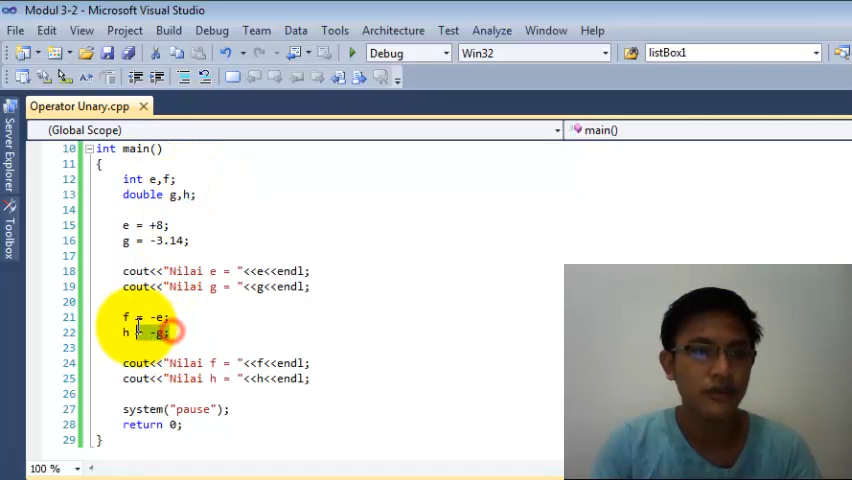 Modul 3-2 - Microsoft Visual Studio
File Edit View Project Build Debug Team Data Tools Architecture Test Analyze Window Help
Debug Win32 listBox1
Operator Unary.cpp
(Global Scope) main()
Server Explorer
Toolbox
10 int main()
11 {
12 int e,f;
13 double g,h;
14
15 e = +8;
16 g = -3.14;
17
18 cout<<"Nilai e = "<<e<<endl;
19 cout<<"Nilai g = "<<g<<endl;
20
21 f = -e;
22 h = -g;
23
24 cout<<"Nilai f = "<<f<<endl;
25 cout<<"Nilai h = "<<h<<endl;
26
27 system("pause");
28 return 0;
29 }
100 %